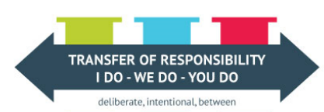 TRANSFER OF RESPONSIBILITY
I DO - WE DO - YOU DO
deliberate, intentional, between